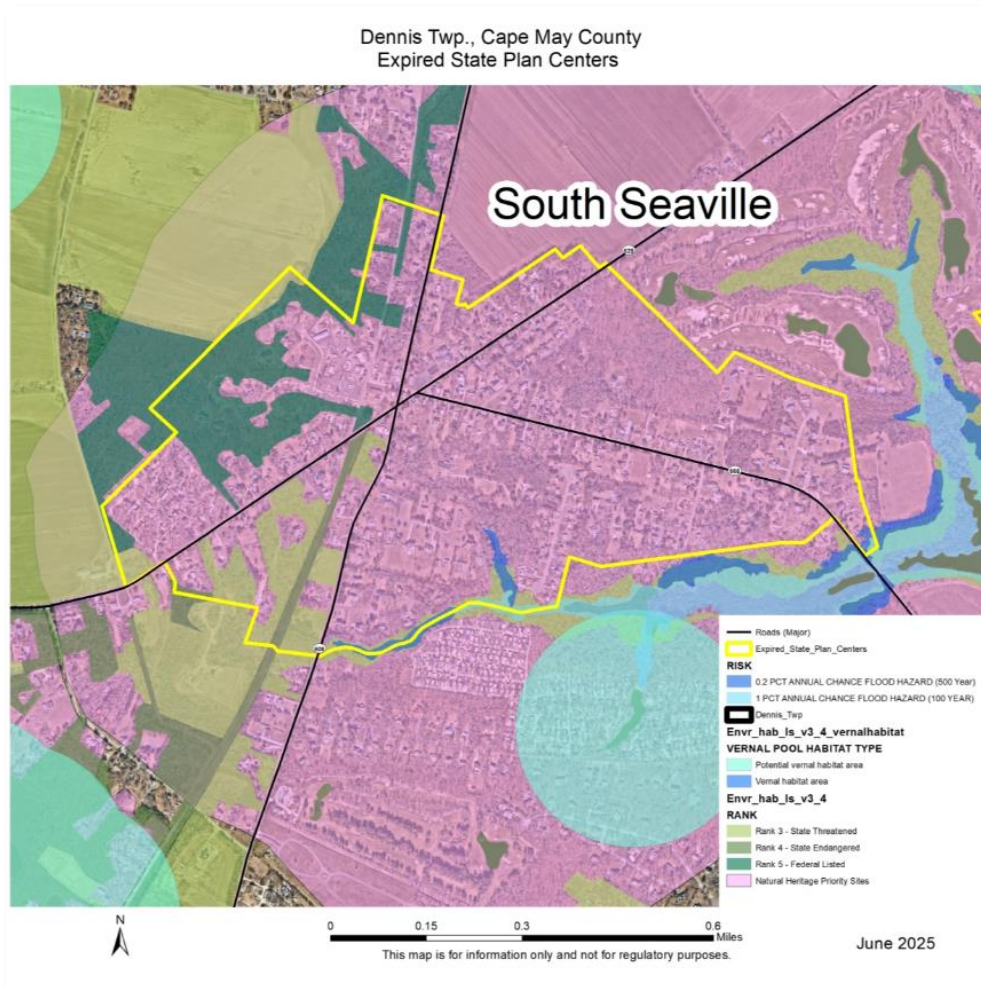 Dennis Twp., Cape May County
Expired State Plan Centers
South Seaville
Roads (Major)
Expired_State_Plan_Centers
RISK
0.2 PCT ANNUAL CHANCE FLOOD HAZARD (500 Year)
1 PCT ANNUAL CHANCE FLOOD HAZARD (100 YEAR)
Dennis_Twp
Envr_hab_ls_v3_4_vernalhabitat
VERNAL POOL HABITAT TYPE
Potential vernal habitat area
Vernal habitat area
Envr_hab_ls_v3_4
RANK
Rank 3 - State Threatened
Rank 4 - State Endangered
Rank 5 - Federal Listed
Natural Heritage Priority Sites
N
0 0.15 0.3 0.6
Miles
This map is for information only and not for regulatory purposes.
June 2025